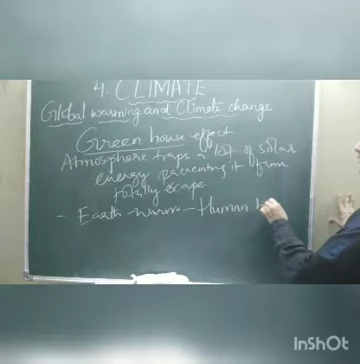 4. CLIMATE
Global warming and Climate change
Green house effect
Atmosphere traps a lot of solar
energy preventing it from
totally escape
- Earth warm - Human
InShOt